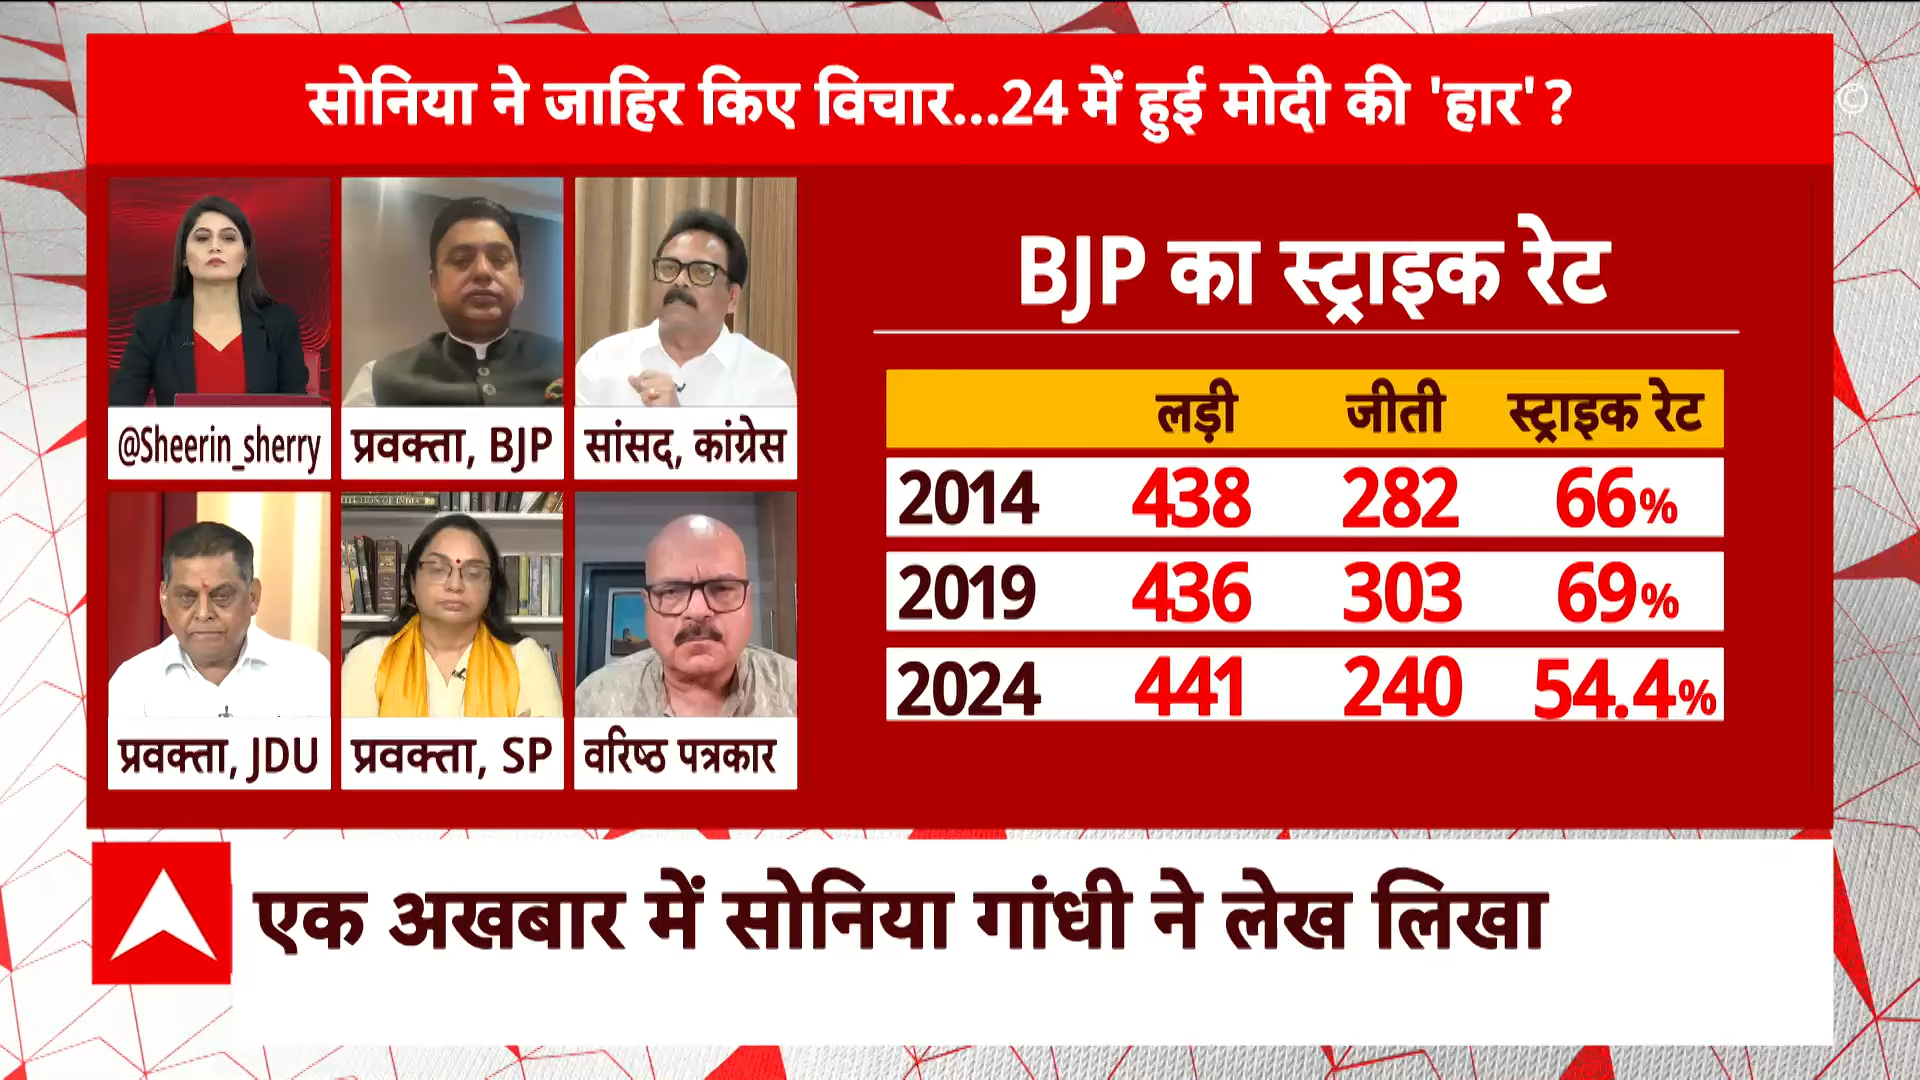 सोनिया ने जाहिर किए विचार...24 में हुई मोदी की 'हार'?
©
@Sheerin_sherry
प्रवक्ता, BJP
सांसद, कांग्रेस
प्रवक्ता, JDU
प्रवक्ता, SP
वरिष्ठ पत्रकार
BJP का स्ट्राइक रेट
लड़ी जीती स्ट्राइक रेट
2014 438 282 66%
2019 436 303 69%
2024 441 240 54.4%
एक अखबार में सोनिया गांधी ने लेख लिखा